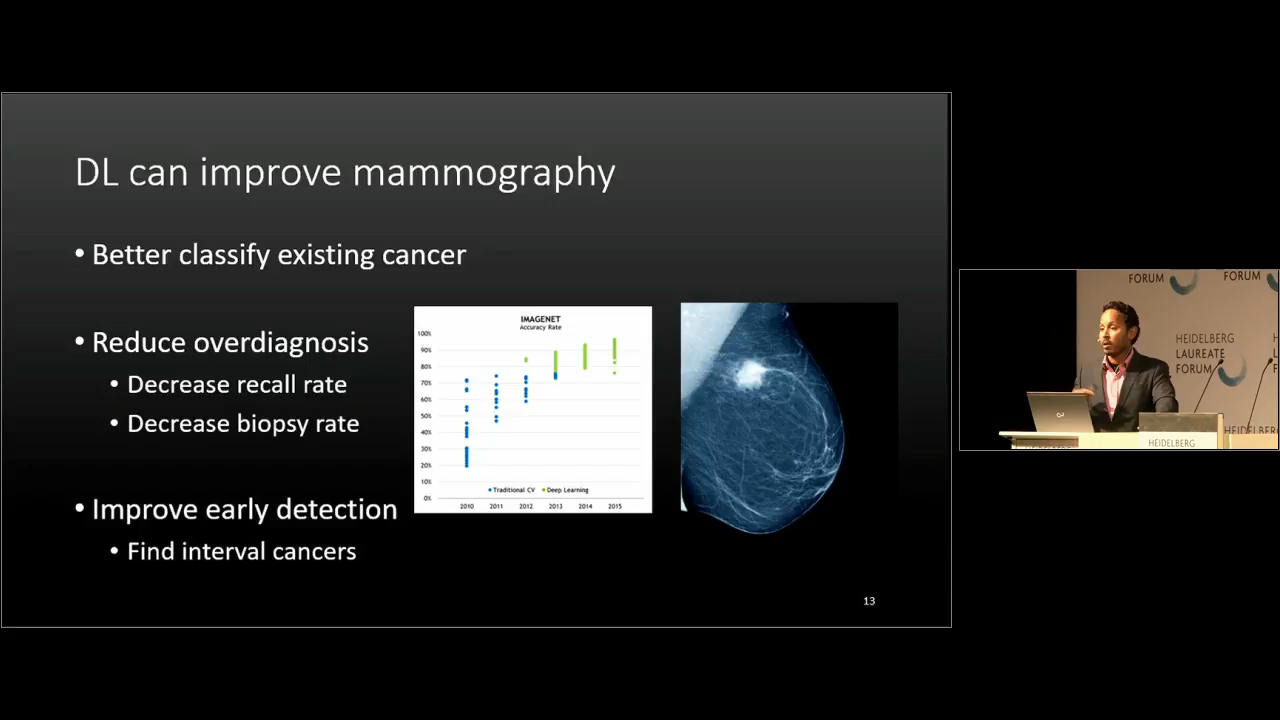 DL can improve mammography
• Better classify existing cancer
• Reduce overdiagnosis
• Decrease recall rate
• Decrease biopsy rate
• Improve early detection
• Find interval cancers
IMAGENET
Accuracy Rate
100%
90%
80%
70%
60%
50%
40%
30%
20%
10%
0%
Traditional CV Deep Learning
2010 2011 2012 2013 2014 2015
13
FORUM
FORUM
HEIDELBERG
LAUREATE
FORUM
HEIDELBERG
HEIDELBERG